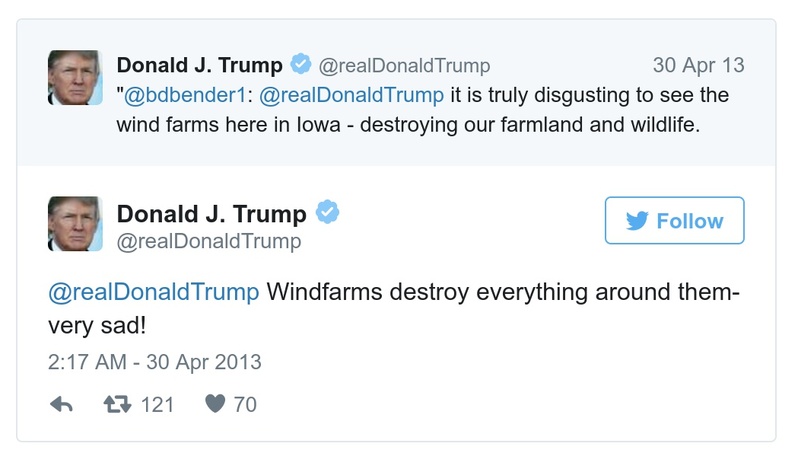 Donald J. Trump @realDonaldTrump 30 Apr 13
"@bdbender1: @realDonaldTrump it is truly disgusting to see the
wind farms here in Iowa - destroying our farmland and wildlife.
Donald J. Trump
Follow
@realDonaldTrump
@realDonaldTrump Windfarms destroy everything around them-
very sad!
2:17 AM - 30 Apr 2013
121 70